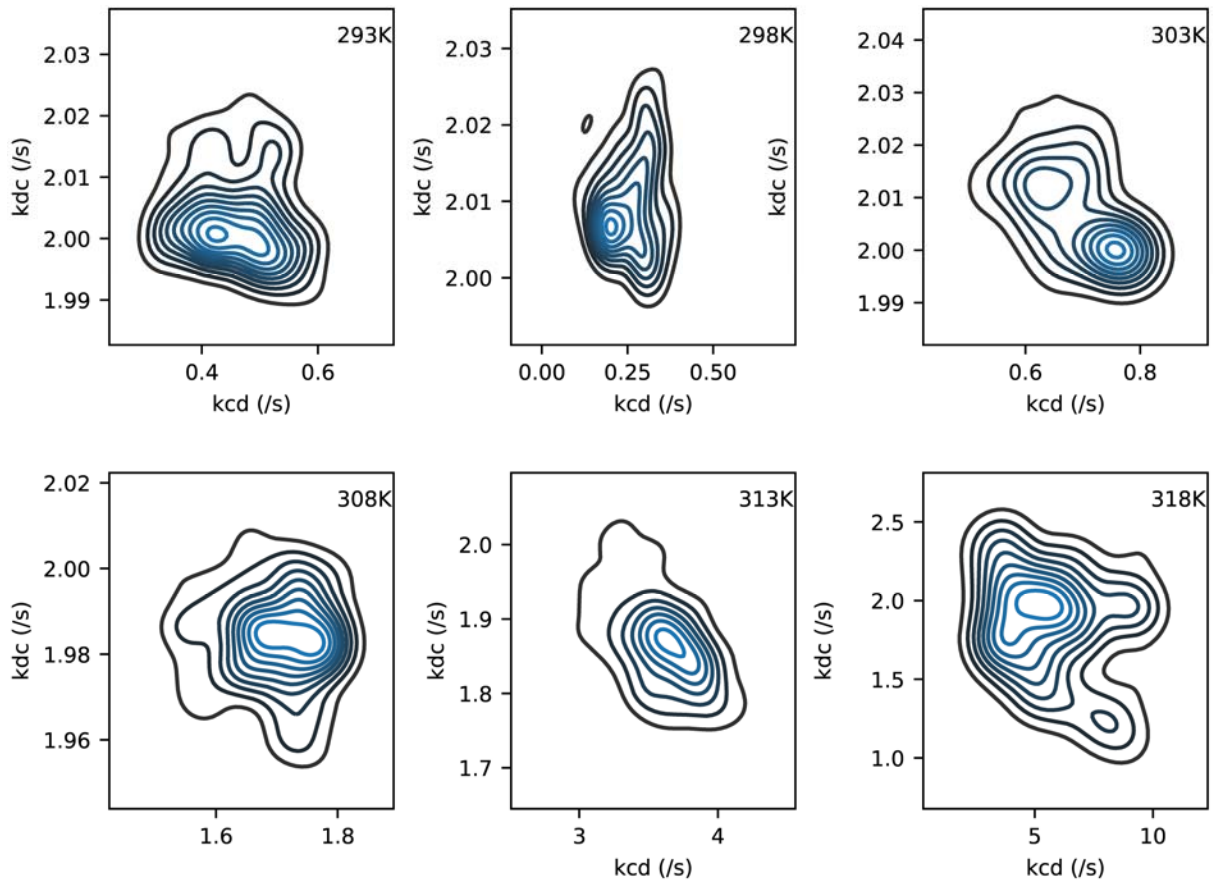 293K
2.03
2.02
2.01
2.00
1.99
kdc (/s)
0.4 0.6
kcd (/s)
298K
2.03
2.02
2.01
2.00
kdc (/s)
0.00 0.25 0.50
kcd (/s)
303K
2.04
2.03
2.02
2.01
2.00
1.99
kdc (/s)
0.6 0.8
kcd (/s)
308K
2.02
2.00
1.98
1.96
kdc (/s)
1.6 1.8
313K
2.0
1.9
1.8
1.7
kdc (/s)
3 4
kcd (/s)
318K
2.5
2.0
1.5
1.0
kdc (/s)
5 10
kcd (/s)